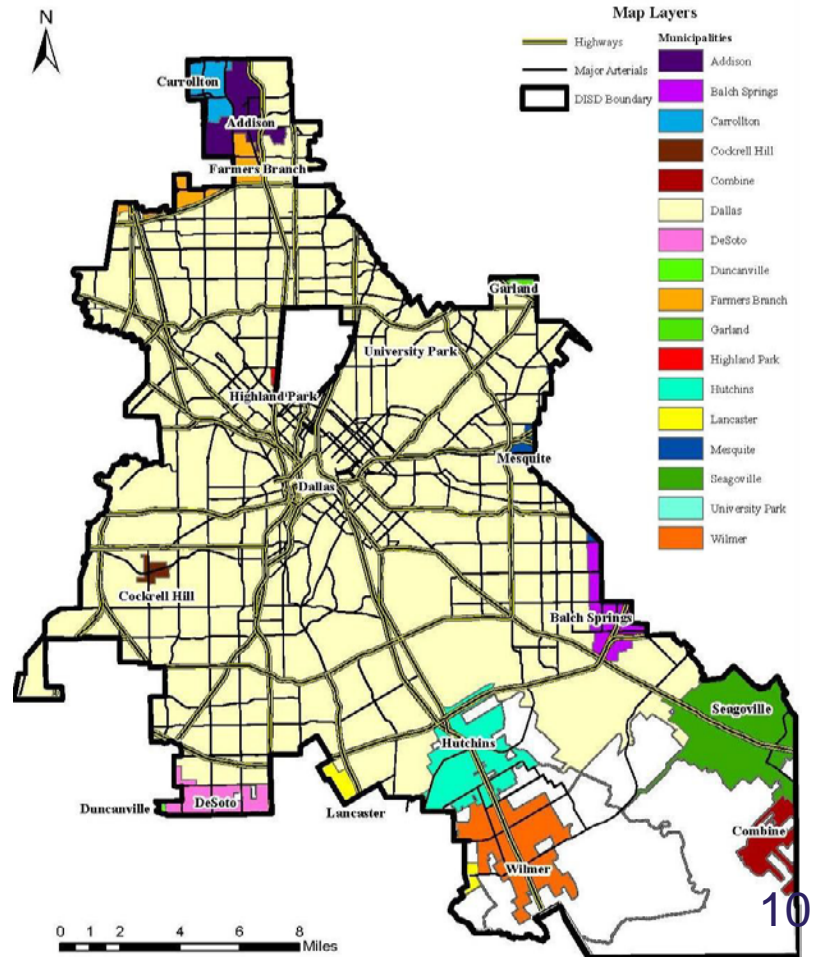 N
Map Layers
Highways
Major Arterials
DISD Boundary
Municipalities
Addison
Balch Springs
Carrollton
Cockrell Hill
Combine
Dallas
DeSoto
Duncanville
Farmers Branch
Garland
Highland Park
Hutchins
Lancaster
Mesquite
Seagoville
University Park
Wilmer
Carrollton
Addison
Farmers Branch
Garland
University Park
Highland Park
Mesquite
Dallas
Cockrell Hill
Balch Springs
Seagoville
Hutchins
Duncanville
DeSoto
Lancaster
Combine
Wilmer
10
0 1 2 4 6 8
Miles